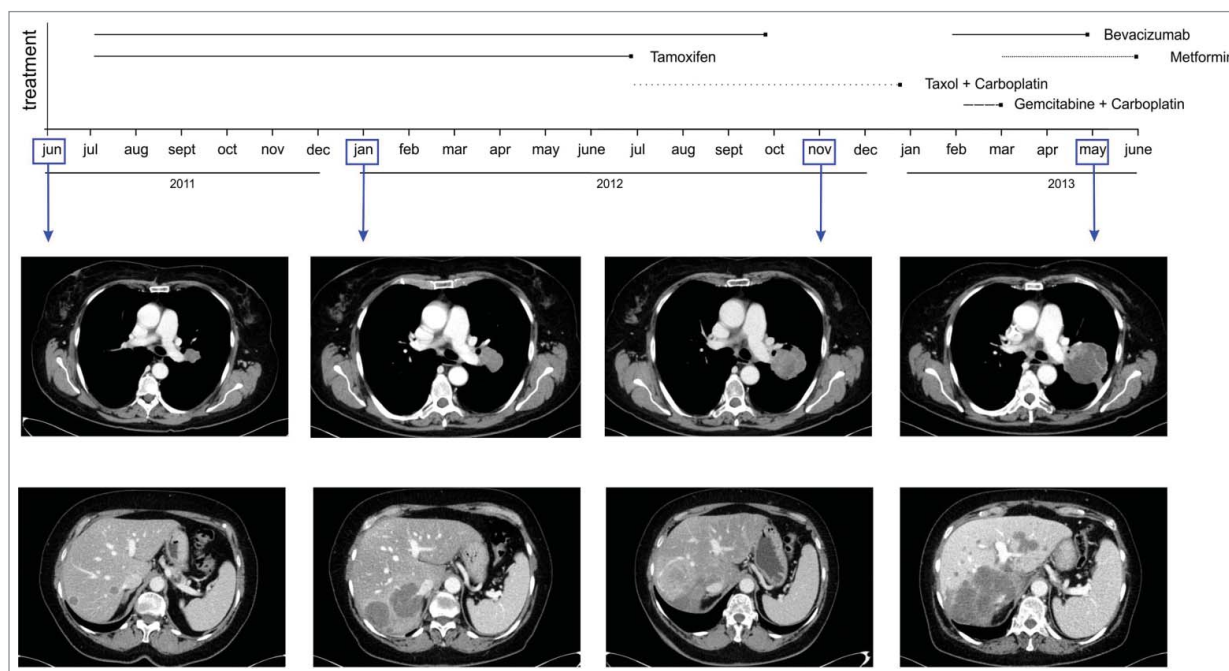 treatment
Bevacizumab
Tamoxifen
Metformin
Taxol + Carboplatin
Gemcitabine + Carboplatin
jun jul aug sept oct nov dec jan feb mar apr may june jul aug sept oct nov dec jan feb mar apr may june
2011 2012 2013